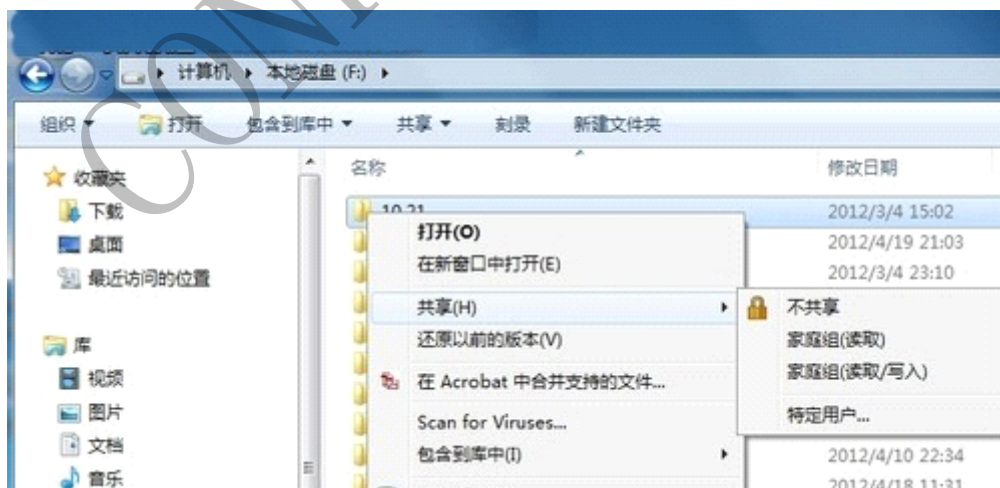 计算机 ▸ 本地磁盘 (F:) ▸
组织 ▾ 打开 包含到库中 ▾ 共享 ▾ 刻录 新建文件夹
收藏夹
下载
桌面
最近访问的位置
库
视频
图片
文档
音乐
名称 修改日期
10.21 2012/3/4 15:02
2012/4/19 21:03
2012/3/4 23:10
打开(O)
在新窗口中打开(E)
共享(H)
还原以前的版本(V)
在 Acrobat 中合并支持的文件...
Scan for Viruses...
包含到库中(I)
不共享
家庭组(读取)
家庭组(读取/写入)
特定用户...
2012/4/10 22:34
2012/4/18 11:31